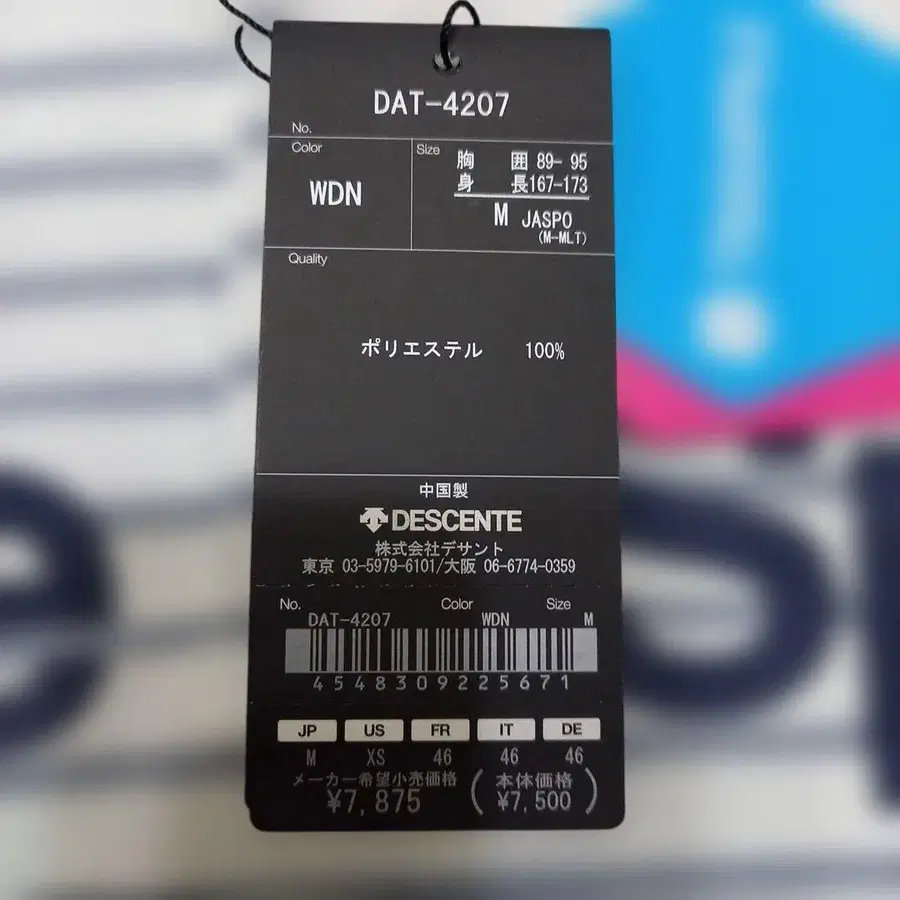 DAT-4207
No.
Color
WDN
Size
胸 囲 89- 95
身 長167-173
M JASPO
(M-MLT)
Quality
ポリエステル 100%
中国製
DESCENTE
株式会社デサント
東京 03-5979-6101/大阪 06-6774-0359
No. Color Size
DAT-4207 WDN M
4548309225671
JP US FR IT DE
M XS 46 46 46
メーカー希望小売価格
¥7,875
(本体価格
¥7,500)